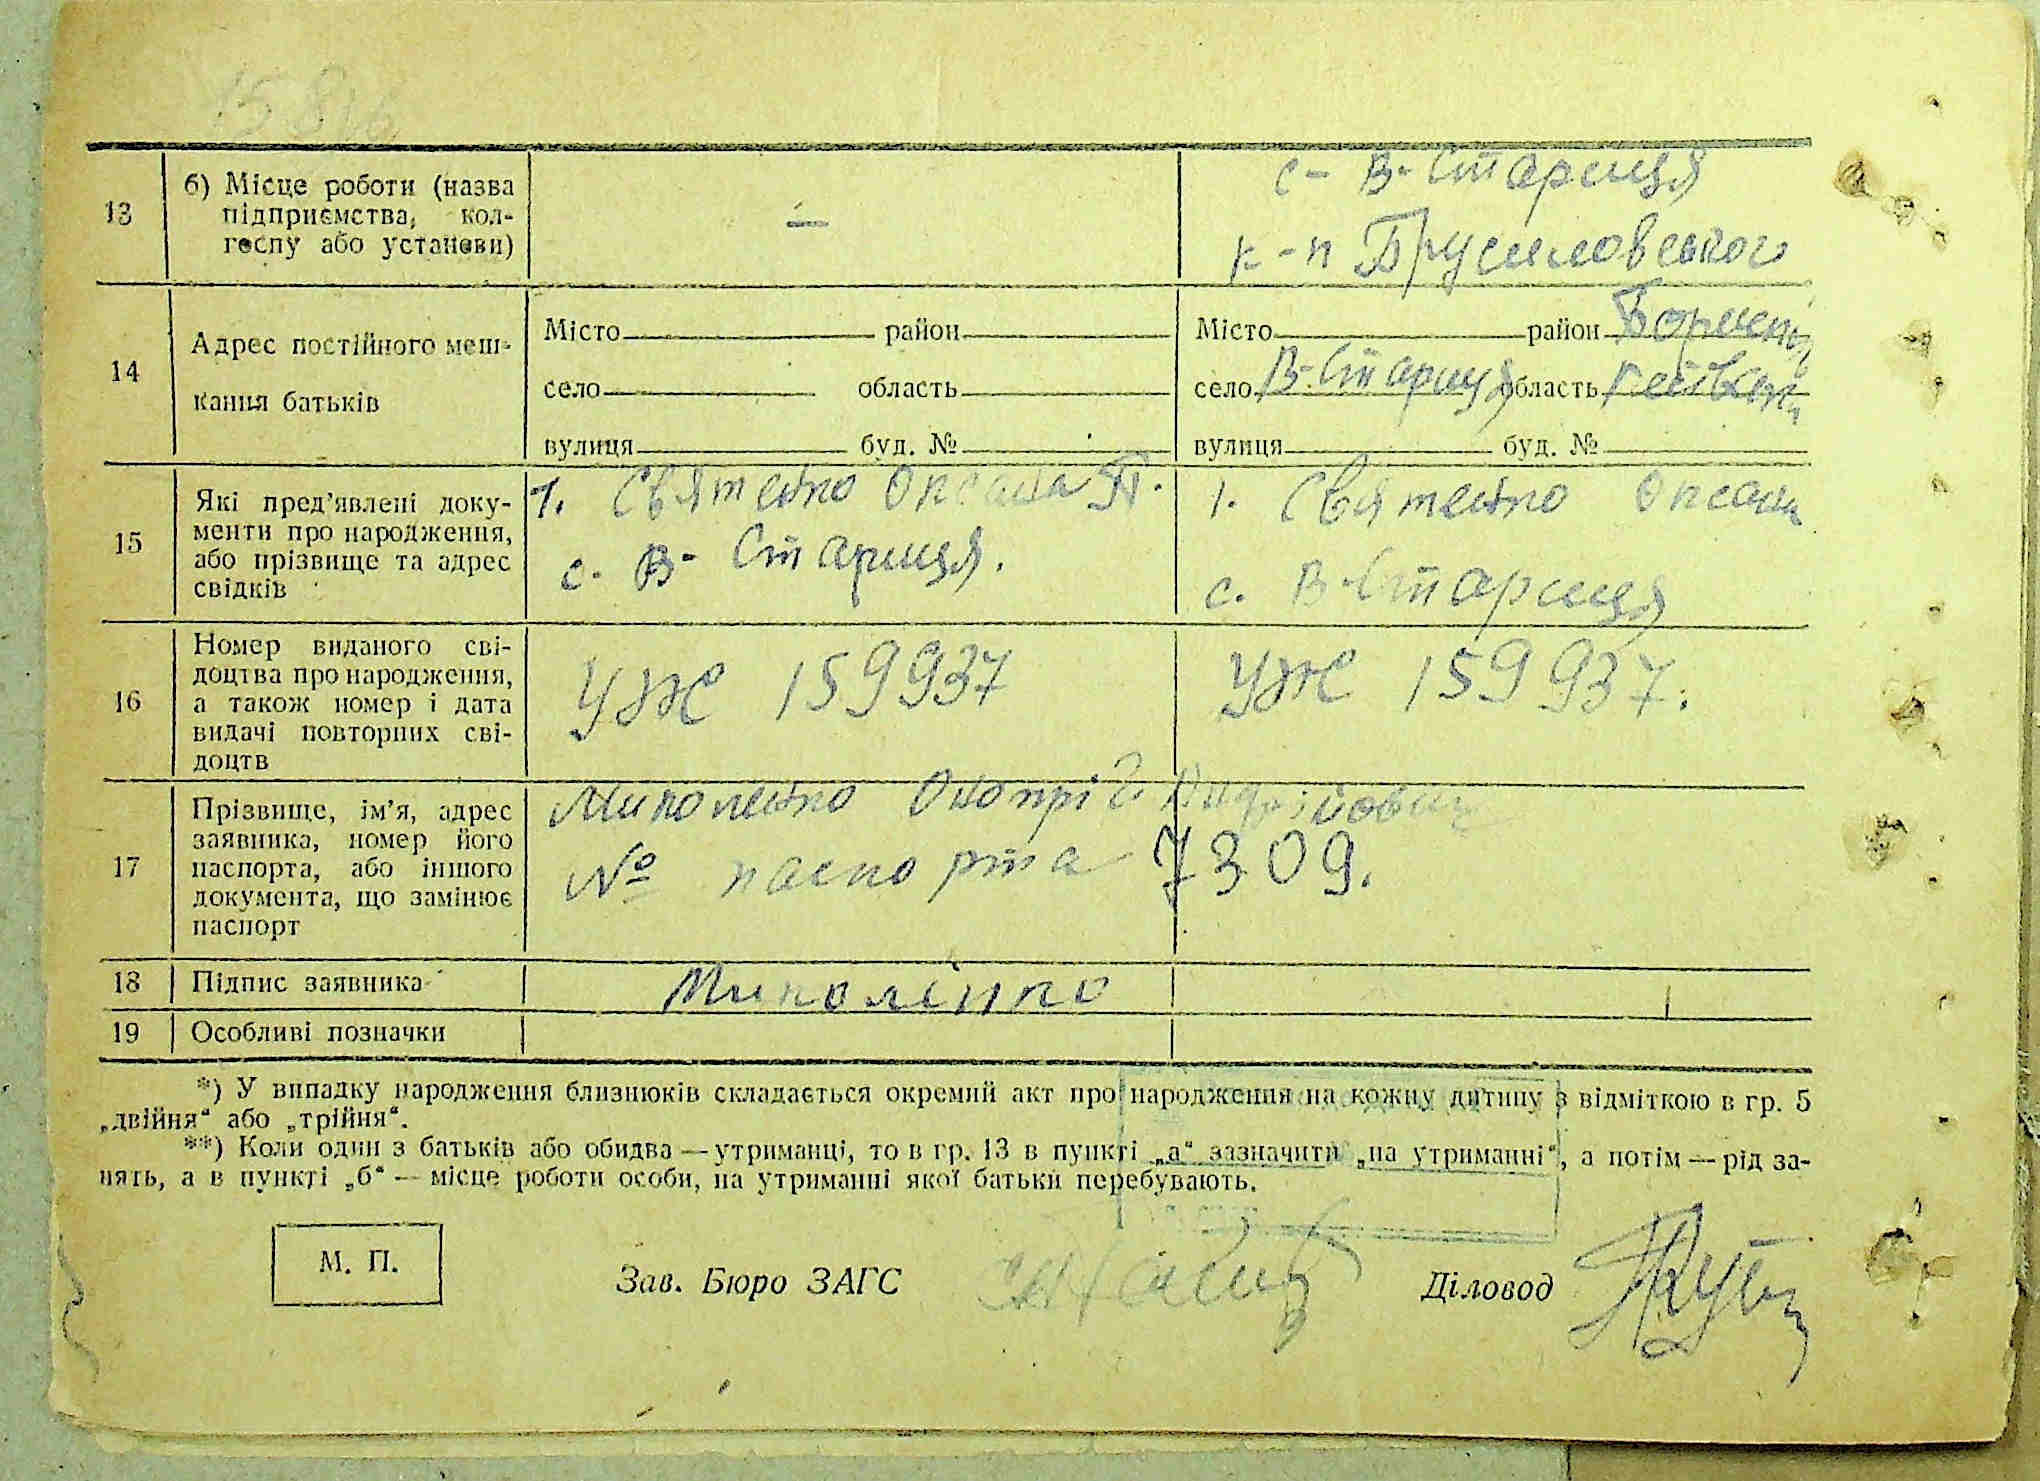 13
б) Місце роботи (назва
підприємства, кол-
геспу або установи)
—
с- В- Стариця
к-п Брусиловського
14
Адрес постійного меш-
кання батьків
Місто район
село область
вулиця буд. №
Місто район Борисп.
село В-Стариця область Київськ.
вулиця буд. №
15
Які пред’явлені доку-
менти про народження,
або прізвище та адрес
свідків
1. Святенко Оксана П.
с. В- Стариця.
1. Святенко Оксана
с. В-Стариця
16
Номер виданого сві-
доцтва про народження,
а також номер і дата
видачі повторних сві-
доцтв
УЖ 159937
УЖ 159937.
17
Прізвище, ім’я, адрес
заявника, номер його
паспорта, або іншого
документа, що замінює
паспорт
Миколенко Онопрій
№ паспорта 7309.
18
Підпис заявника
Миколенко
19
Особливі позначки
*) У випадку народження близнюків складається окремий акт про народження на кожну дитину з відміткою в гр. 5
„двійня“ або „трійня“.
**) Коли один з батьків або обидва — утриманці, то в гр. 13 в пункті „а“ зазначити „на утриманні“, а потім — рід за-
нять, а в пункті „б“ — місце роботи особи, на утриманні якої батьки перебувають.
М. П.
Зав. Бюро ЗАГС
Діловод